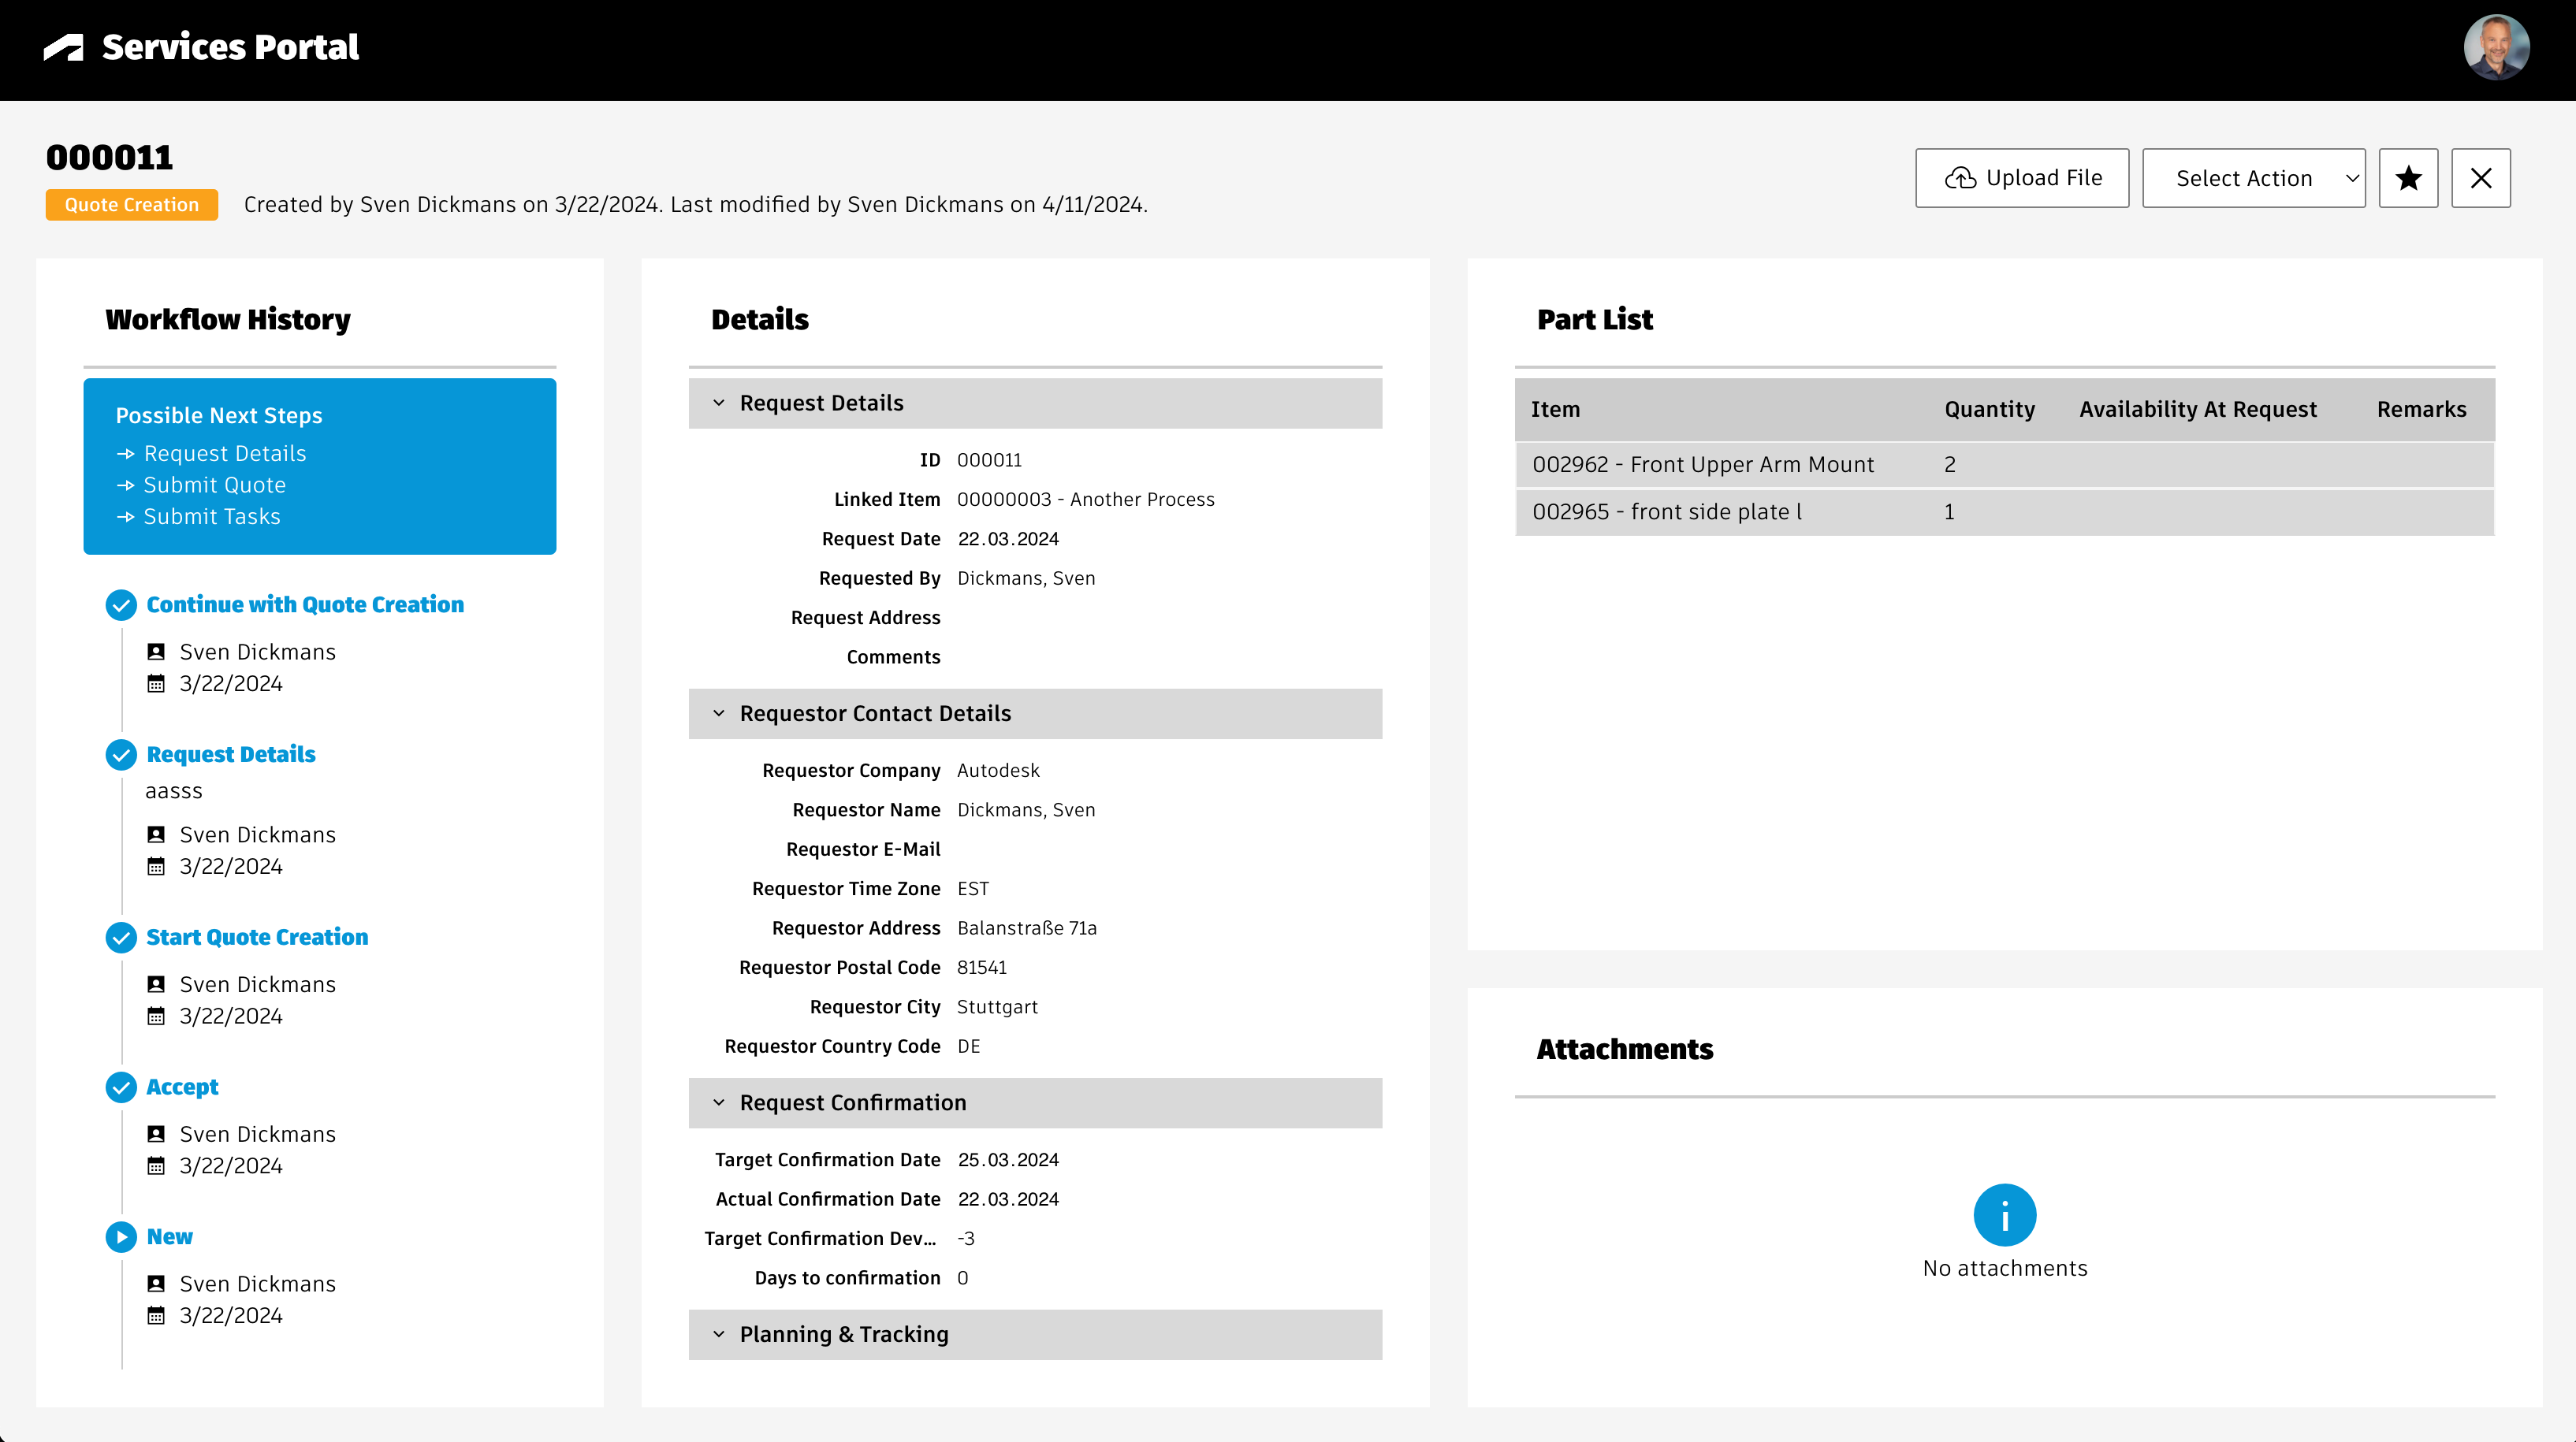 Services Portal
000011
Upload File
Select Action
Quote Creation Created by Sven Dickmans on 3/22/2024. Last modified by Sven Dickmans on 4/11/2024.
Workflow History
Possible Next Steps
Request Details
Submit Quote
Submit Tasks
Continue with Quote Creation
Sven Dickmans
3/22/2024
Request Details
aasss
Sven Dickmans
3/22/2024
Start Quote Creation
Sven Dickmans
3/22/2024
Accept
Sven Dickmans
3/22/2024
New
Sven Dickmans
3/22/2024
Details
Request Details
ID 000011
Linked Item 00000003 - Another Process
Request Date 22.03.2024
Requested By Dickmans, Sven
Request Address
Comments
Requestor Contact Details
Requestor Company Autodesk
Requestor Name Dickmans, Sven
Requestor E-Mail
Requestor Time Zone EST
Requestor Address Balanstraße 71a
Requestor Postal Code 81541
Requestor City Stuttgart
Requestor Country Code DE
Request Confirmation
Target Confirmation Date 25.03.2024
Actual Confirmation Date 22.03.2024
Target Confirmation Dev... -3
Days to confirmation 0
Planning & Tracking
Part List
Item Quantity Availability At Request Remarks
002962 - Front Upper Arm Mount 2
002965 - front side plate l 1
Attachments
No attachments